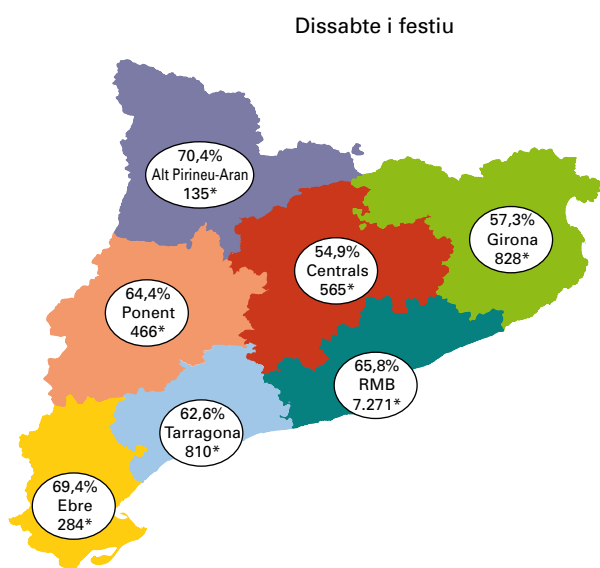 Dissabte i festiu
70,4%
Alt Pirineu-Aran
135*
57,3%
Girona
828*
54,9%
Centrals
565*
64,4%
Ponent
466*
65,8%
RMB
7.271*
62,6%
Tarragona
810*
69,4%
Ebre
284*